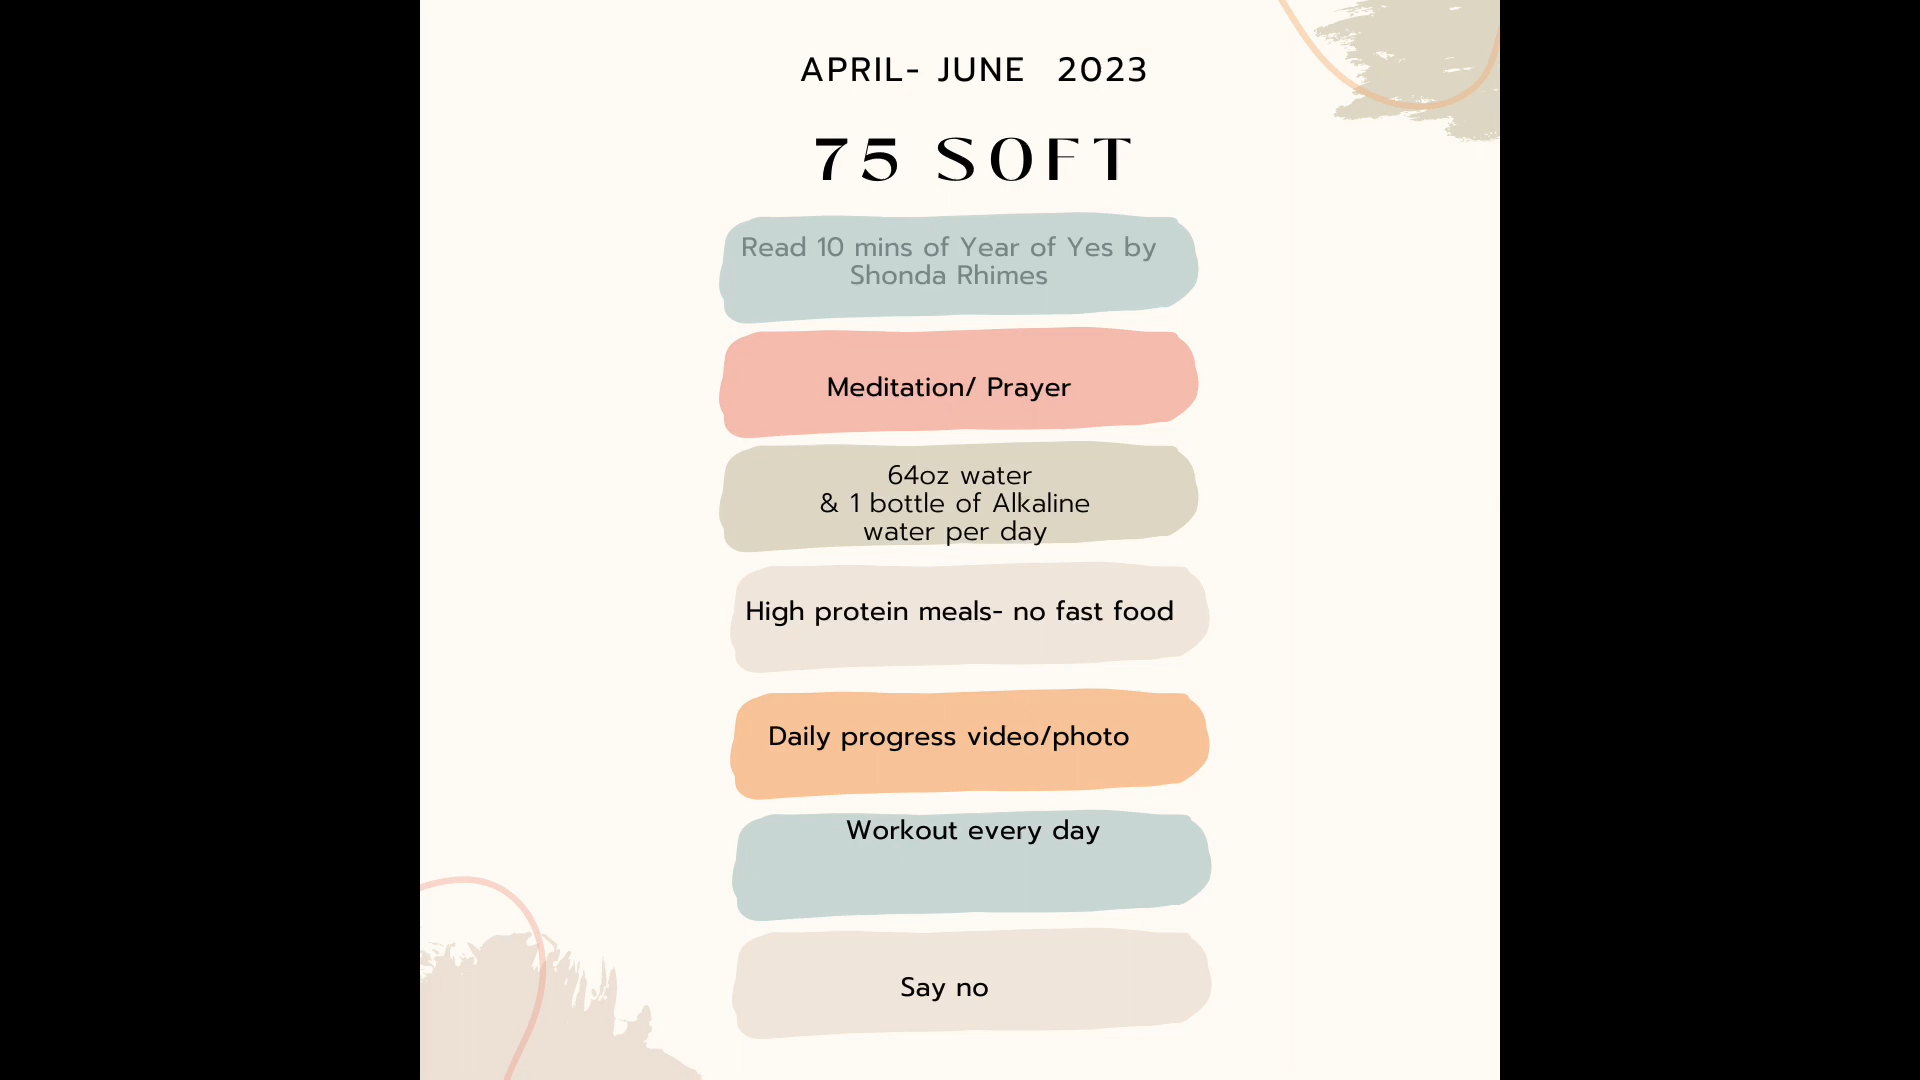 APRIL- JUNE 2023
75 SOFT
Read 10 mins of Year of Yes by
Shonda Rhimes
Meditation/ Prayer
64oz water
& 1 bottle of Alkaline
water per day
High protein meals- no fast food
Daily progress video/photo
Workout every day
Say no